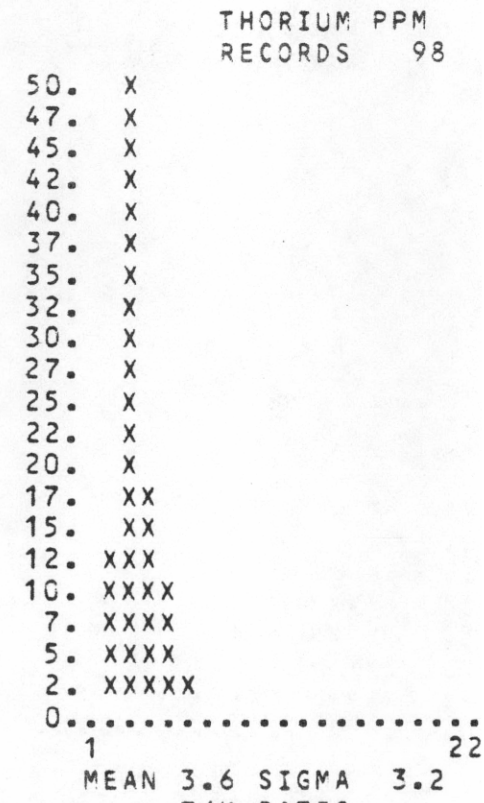 THORIUM PPM
RECORDS 98
50. X
47. X
45. X
42. X
40. X
37. X
35. X
32. X
30. X
27. X
25. X
22. X
20. X
17. XX
15. XX
12. XXX
10. XXXX
7. XXXX
5. XXXX
2. XXXXX
0.....................
1 22
MEAN 3.6 SIGMA 3.2